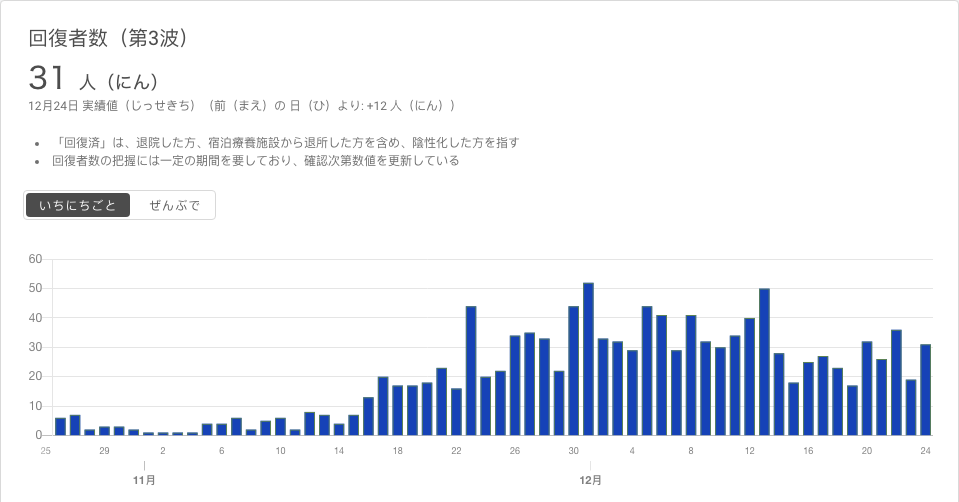 回復者数（第3波）
31 人（にん）
12月24日 実績値（じっせきち）（前（まえ）の 日（ひ）より: +12 人（にん））
• 「回復済」は、退院した方、宿泊療養施設から退所した方を含め、陰性化した方を指す
• 回復者数の把握には一定の期間を要しており、確認次第数値を更新している
いちにちごと ぜんぶで
60
50
40
30
20
10
0
25 29 2 6 10 14 18 22 26 30 4 8 12 16 20 24
11月 12月